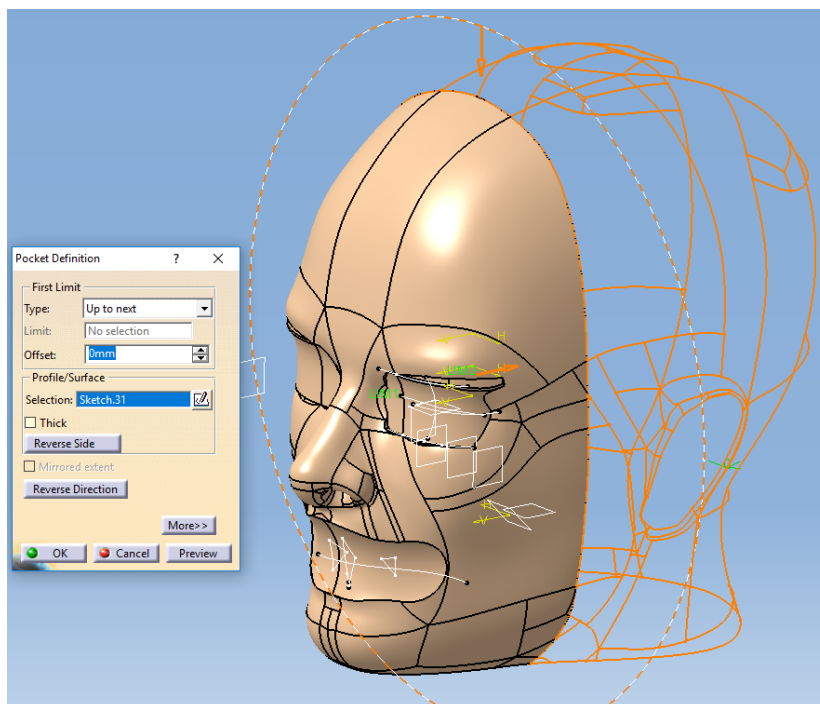 Pocket Definition ? X
First Limit
Type: Up to next
Limit: No selection
Offset: 0mm
Profile/Surface
Selection: Sketch.31
Thick
Reverse Side
Mirrored extent
Reverse Direction
More>>
OK Cancel Preview
H
V